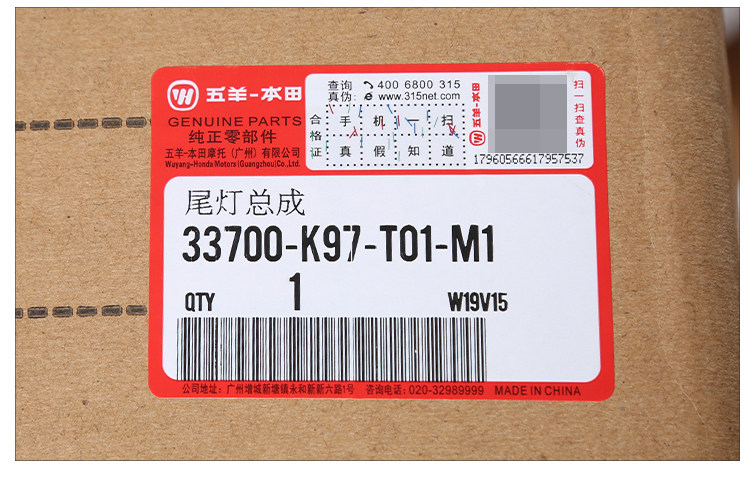 五羊-本田
GENUINE PARTS
纯正零部件
五羊-本田摩托（广州）有限公司
Wuyang-Honda Motors(Guangzhou)Co.,Ltd.
查询 400 6800 315
真伪: www.315net.com
合格证
手机一扫
真假知道
五羊-本田
扫一扫查真伪
17960566617957537
尾灯总成
33700-K97-T01-M1
QTY 1 W19V15
公司地址: 广州增城新塘镇永和新新六路1号 咨询电话: 020-32989999 MADE IN CHINA